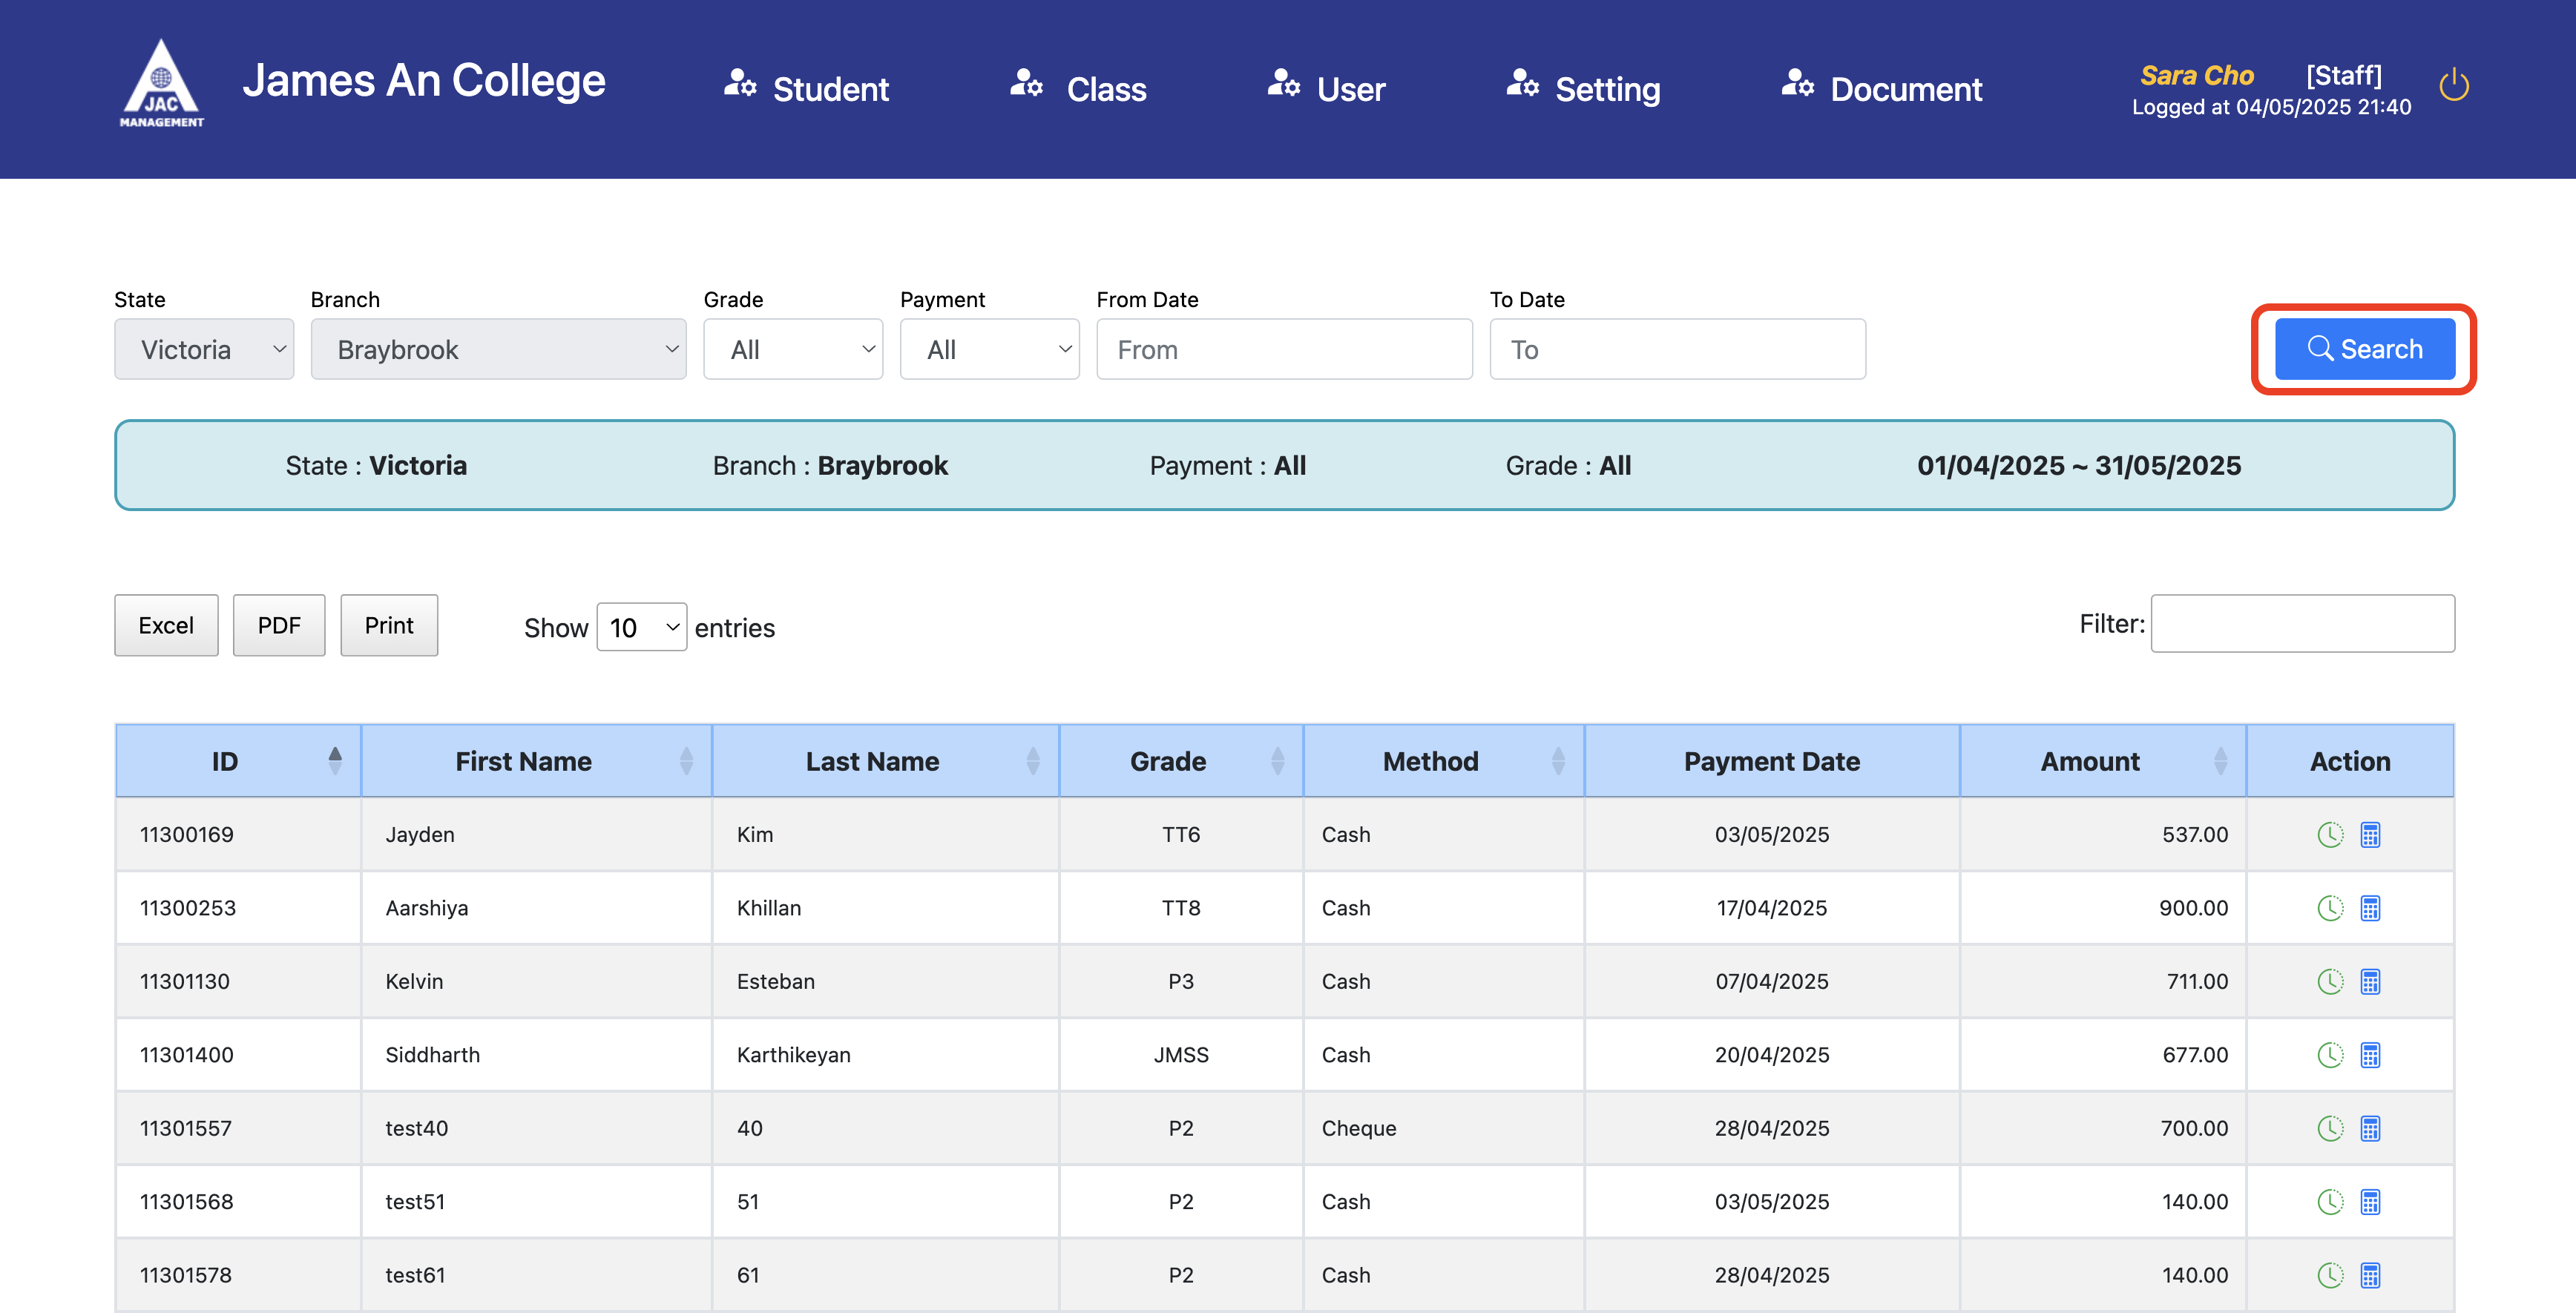 James An College
JAC
MANAGEMENT
Student Class User Setting Document
Sara Cho [Staff]
Logged at 04/05/2025 21:40
State Branch Grade Payment From Date To Date
Victoria Braybrook All All From To Search
State : Victoria Branch : Braybrook Payment : All Grade : All 01/04/2025 ~ 31/05/2025
Excel PDF Print Show 10 entries Filter:
ID First Name Last Name Grade Method Payment Date Amount Action
11300169 Jayden Kim TT6 Cash 03/05/2025 537.00
11300253 Aarshiya Khillan TT8 Cash 17/04/2025 900.00
11301130 Kelvin Esteban P3 Cash 07/04/2025 711.00
11301400 Siddharth Karthikeyan JMSS Cash 20/04/2025 677.00
11301557 test40 40 P2 Cheque 28/04/2025 700.00
11301568 test51 51 P2 Cash 03/05/2025 140.00
11301578 test61 61 P2 Cash 28/04/2025 140.00